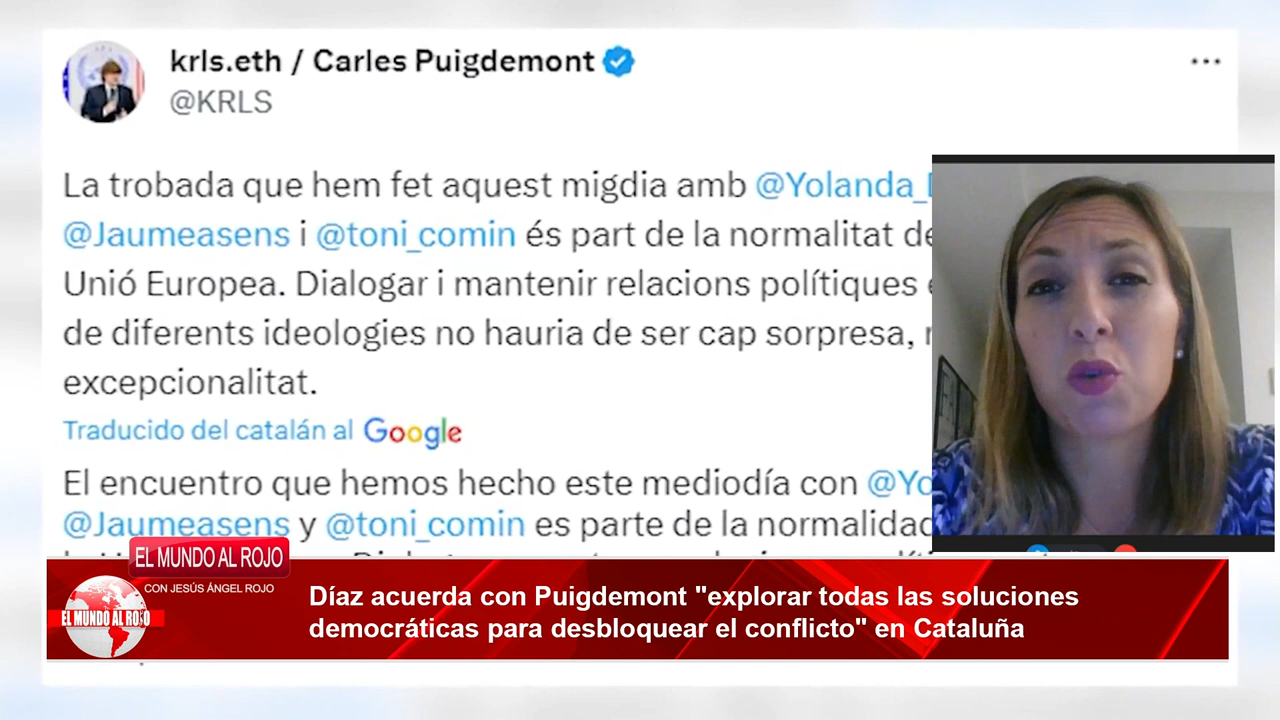 krls.eth / Carles Puigdemont
@KRLS
La trobada que hem fet aquest migdia amb @Yolanda_
@Jaumeasens i @toni_comin és part de la normalitat
Unió Europea. Dialogar i mantenir relacions polítiques
de diferents ideologies no hauria de ser cap sorpresa,
excepcionalitat.
Traducido del catalán al Google
El encuentro que hemos hecho este mediodía con
@Jaumeasens y @toni_comin es parte de la normalidad
EL MUNDO AL ROJO
CON JESÚS ÁNGEL ROJO
EL MUNDO AL ROJO
Díaz acuerda con Puigdemont "explorar todas las soluciones
democráticas para desbloquear el conflicto" en Cataluña